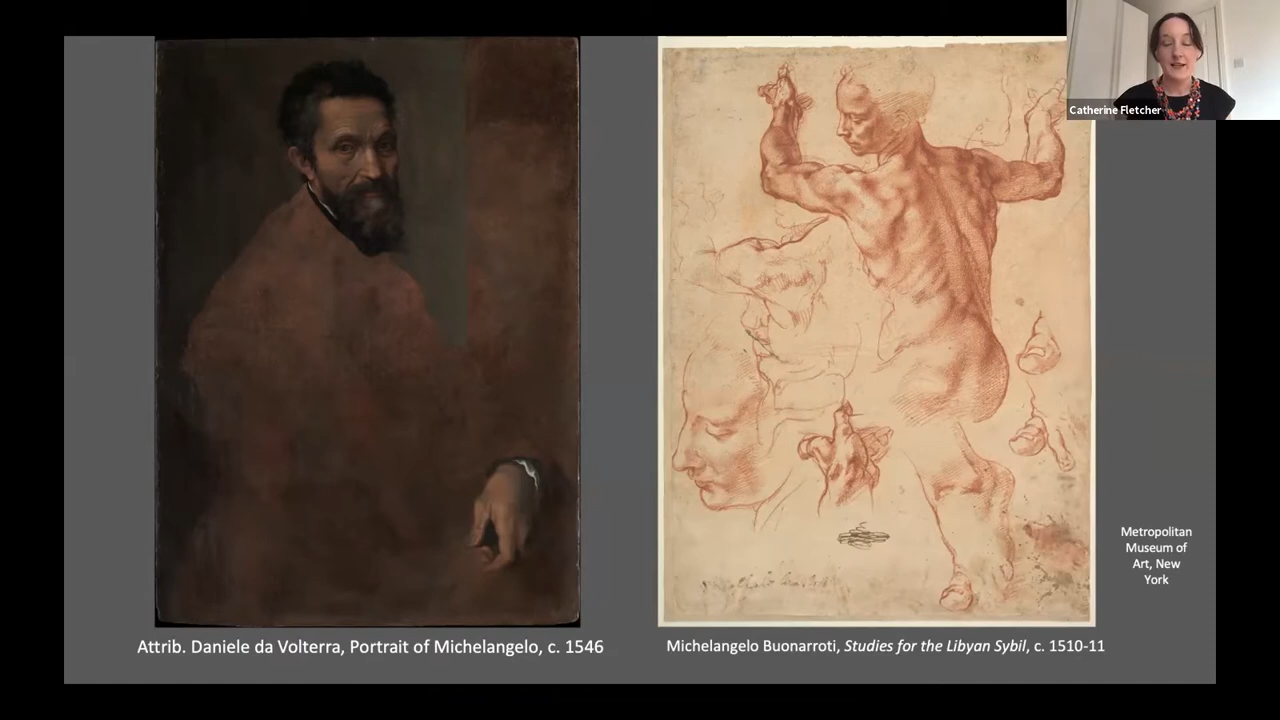 Catherine Fletcher
Metropolitan
Museum of
Art, New
York
Attrib. Daniele da Volterra, Portrait of Michelangelo, c. 1546
Michelangelo Buonarroti, Studies for the Libyan Sybil, c. 1510-11